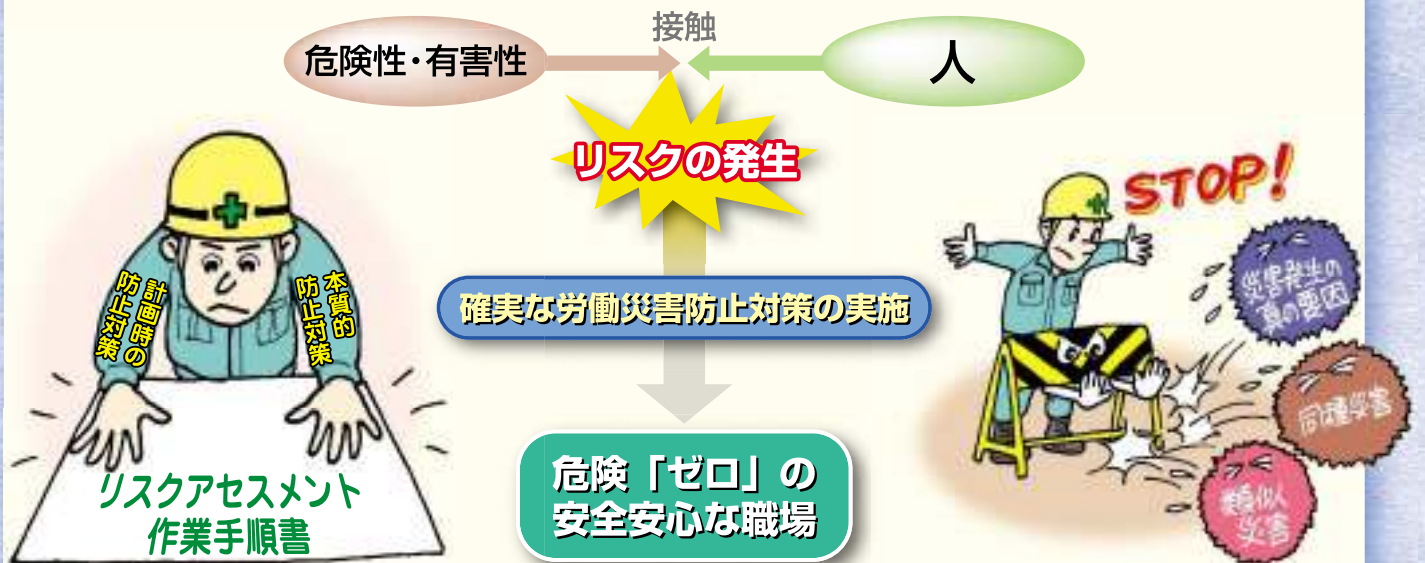 接触
危険性・有害性
人
リスクの発生
STOP!
計画時の
防止対策
本質的
防止対策
確実な労働災害防止対策の実施
災害発生の
真の要因
同種災害
類似
災害
リスクアセスメント
作業手順書
危険「ゼロ」の
安全安心な職場